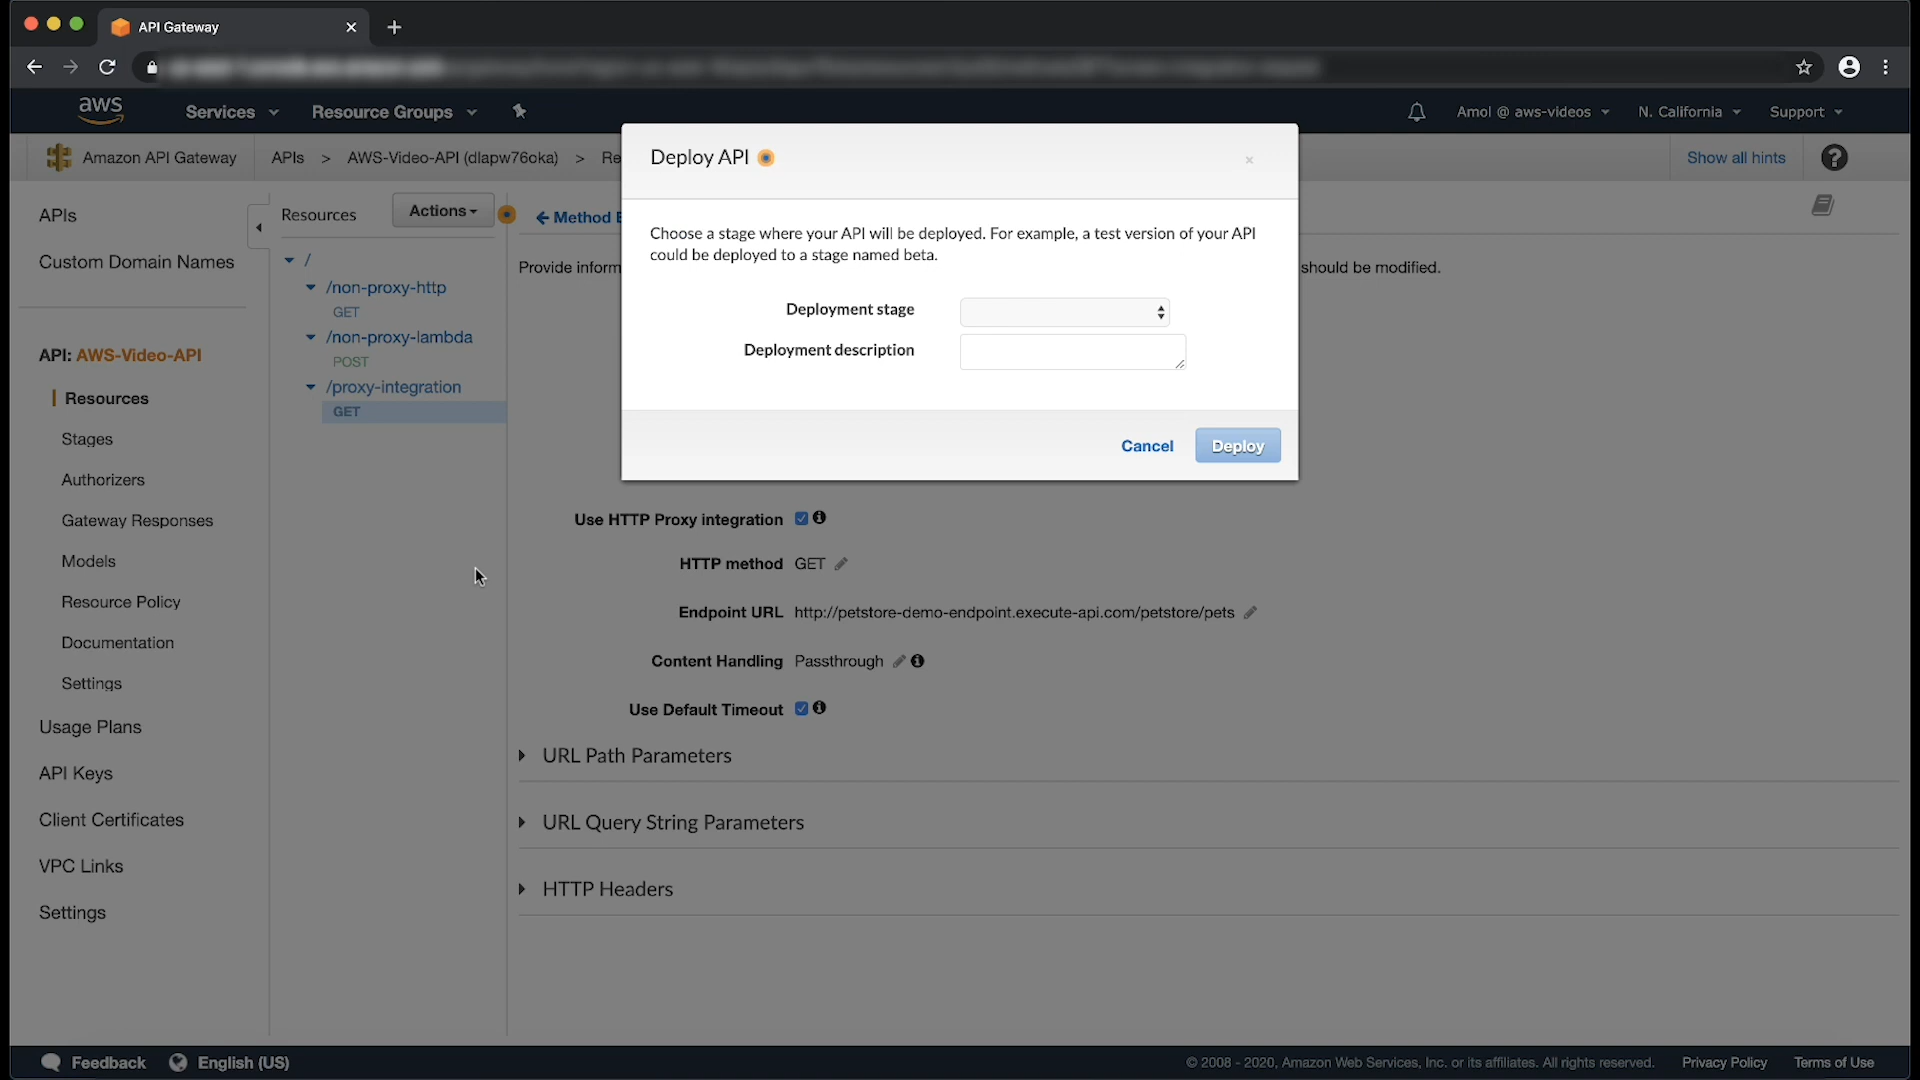 API Gateway
aws
Services
Resource Groups
Amol @ aws-videos
N. California
Support
Amazon API Gateway
APIs > AWS-Video-API (dlapw76oka) > Re
Show all hints
Deploy API
Choose a stage where your API will be deployed. For example, a test version of your API
could be deployed to a stage named beta.
Deployment stage
Deployment description
Cancel
Deploy
APIs
Custom Domain Names
API: AWS-Video-API
Resources
Stages
Authorizers
Gateway Responses
Models
Resource Policy
Documentation
Settings
Usage Plans
API Keys
Client Certificates
VPC Links
Settings
Resources
Actions
/
/non-proxy-http
GET
/non-proxy-lambda
POST
/proxy-integration
GET
Method E
Provide inform
should be modified.
Use HTTP Proxy integration
HTTP method GET
Endpoint URL http://petstore-demo-endpoint.execute-api.com/petstore/pets
Content Handling Passthrough
Use Default Timeout
URL Path Parameters
URL Query String Parameters
HTTP Headers
Feedback
English (US)
© 2008 - 2020, Amazon Web Services, Inc. or its affiliates. All rights reserved.
Privacy Policy
Terms of Use